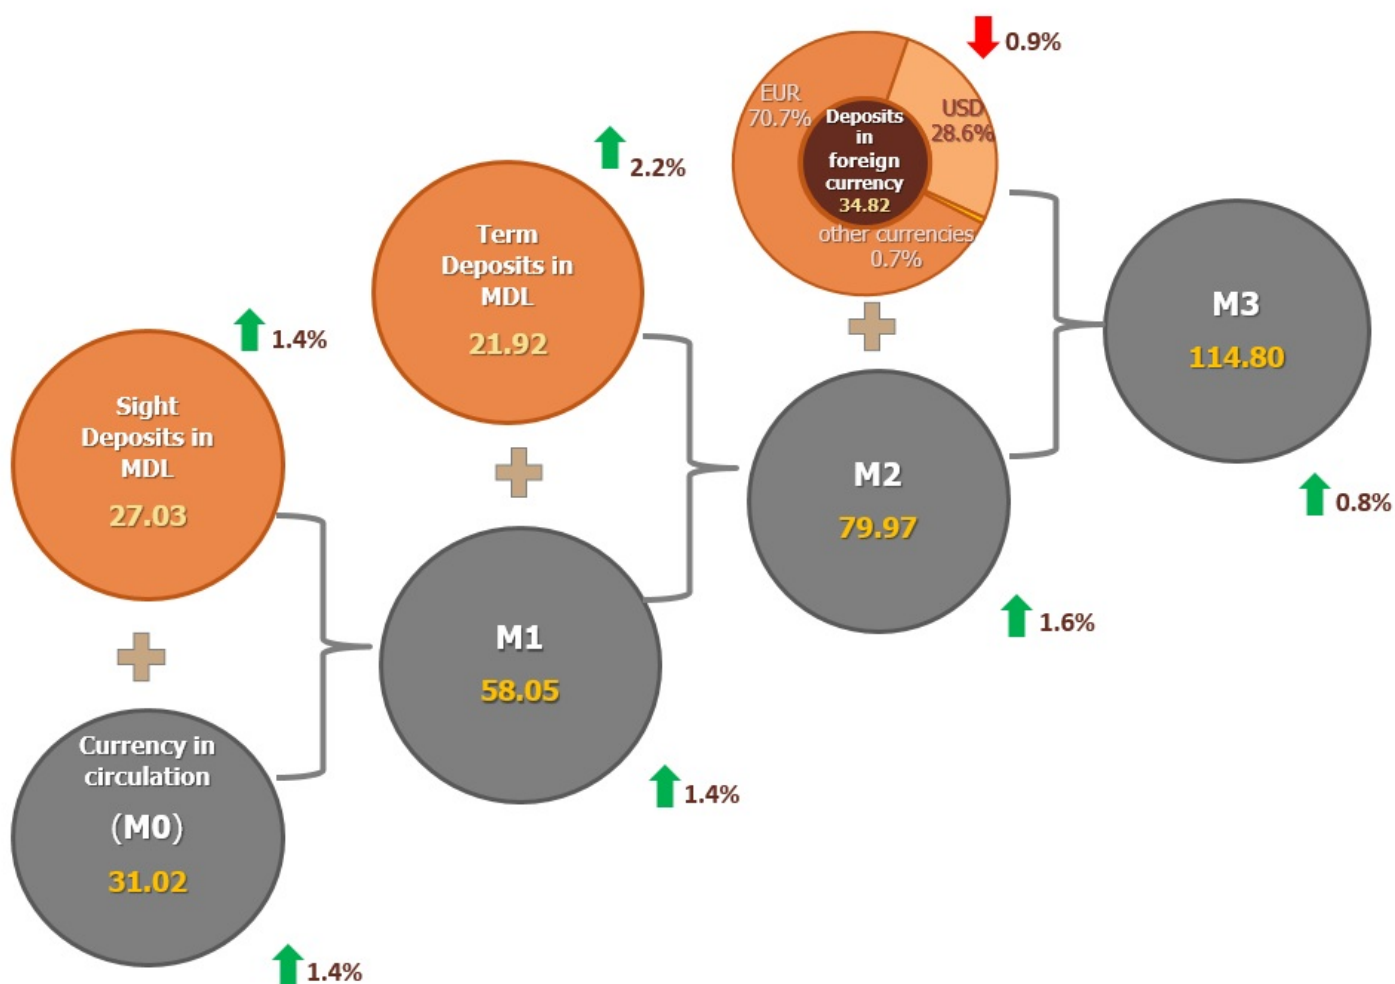 0.9%
EUR
70.7%
USD
28.6%
Deposits
in
foreign
currency
34.82
other currencies
0.7%
2.2%
Term
Deposits in
MDL
21.92
M3
114.80
0.8%
1.4%
Sight
Deposits in
MDL
27.03
M2
79.97
1.6%
M1
58.05
1.4%
Currency in
circulation
(M0)
31.02
1.4%